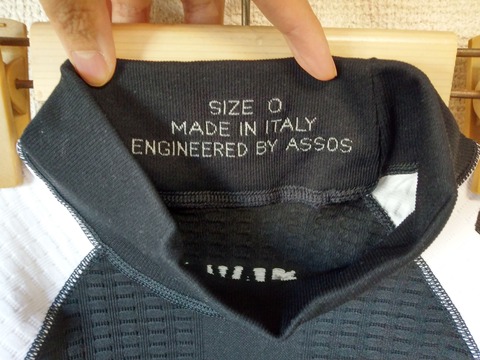 SIZE 0
MADE IN ITALY
ENGINEERED BY ASSOS